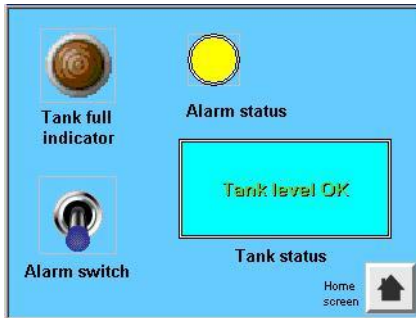 Tank full
indicator
Alarm status
Tank level OK
Alarm switch
Tank status
Home
screen